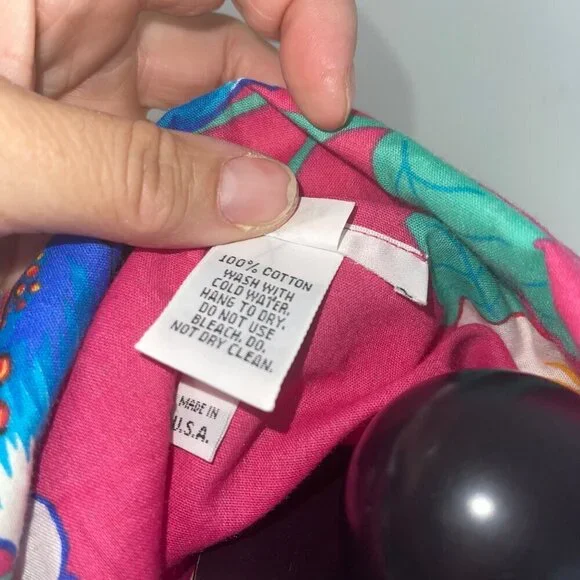 100% COTTON
WASH WITH
COLD WATER.
HANG TO DRY.
DO NOT USE
BLEACH. DO.
NOT DRY CLEAN.
MADE IN
U.S.A.